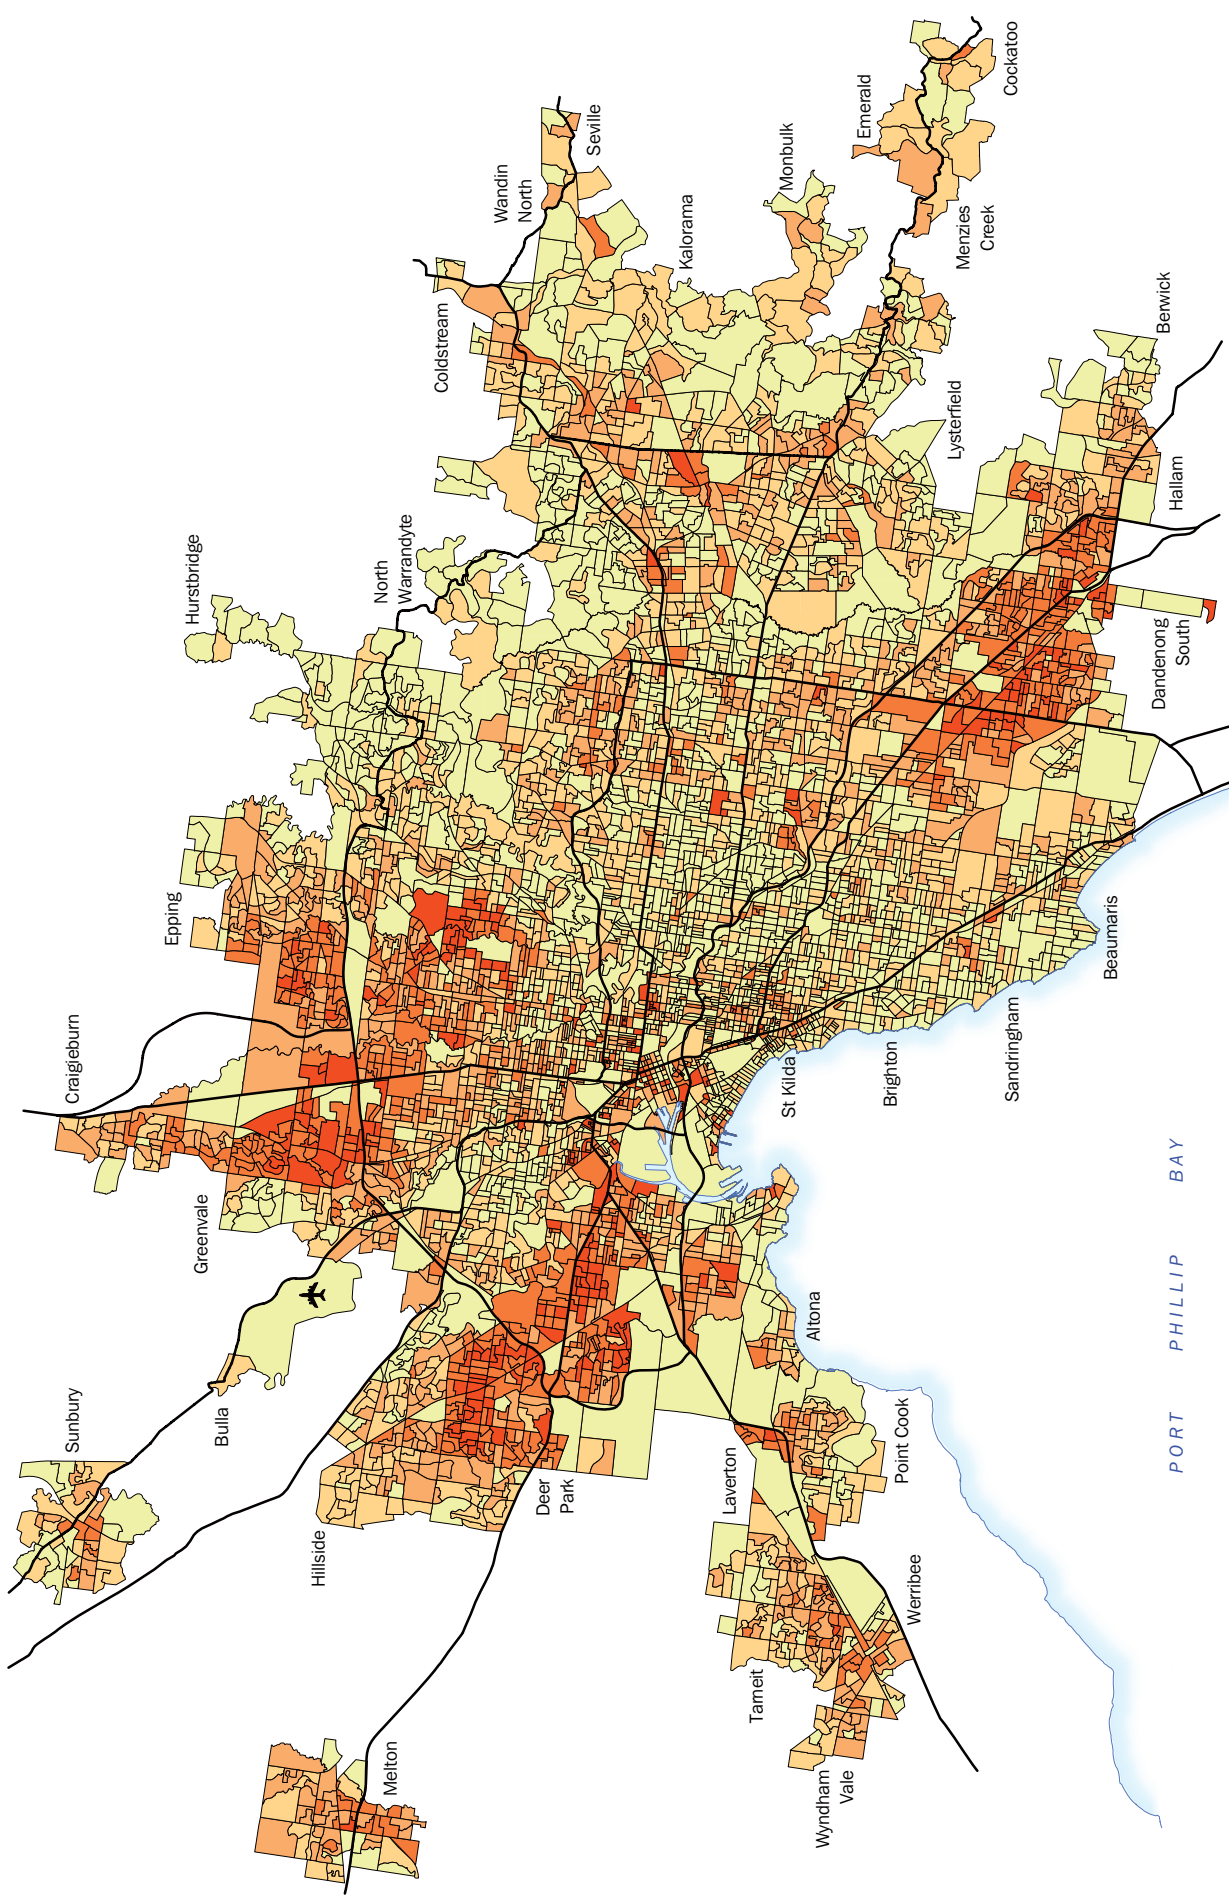 Cockatoo
Emerald
Seville
Monbulk
Wandin
North
Kalorama
Menzies
Creek
Coldstream
Berwick
Lysterfield
Hallam
North
Warrandyte
Hurstbridge
Dandenong
South
Epping
Beaumaris
Craigieburn
Sandringham
Brighton
St Kilda
Greenvale
Altona
Sunbury
Bulla
Point Cook
Laverton
Deer
Park
Hillside
Werribee
Tarneit
Melton
Wyndham
Vale
PORT PHILLIP BAY